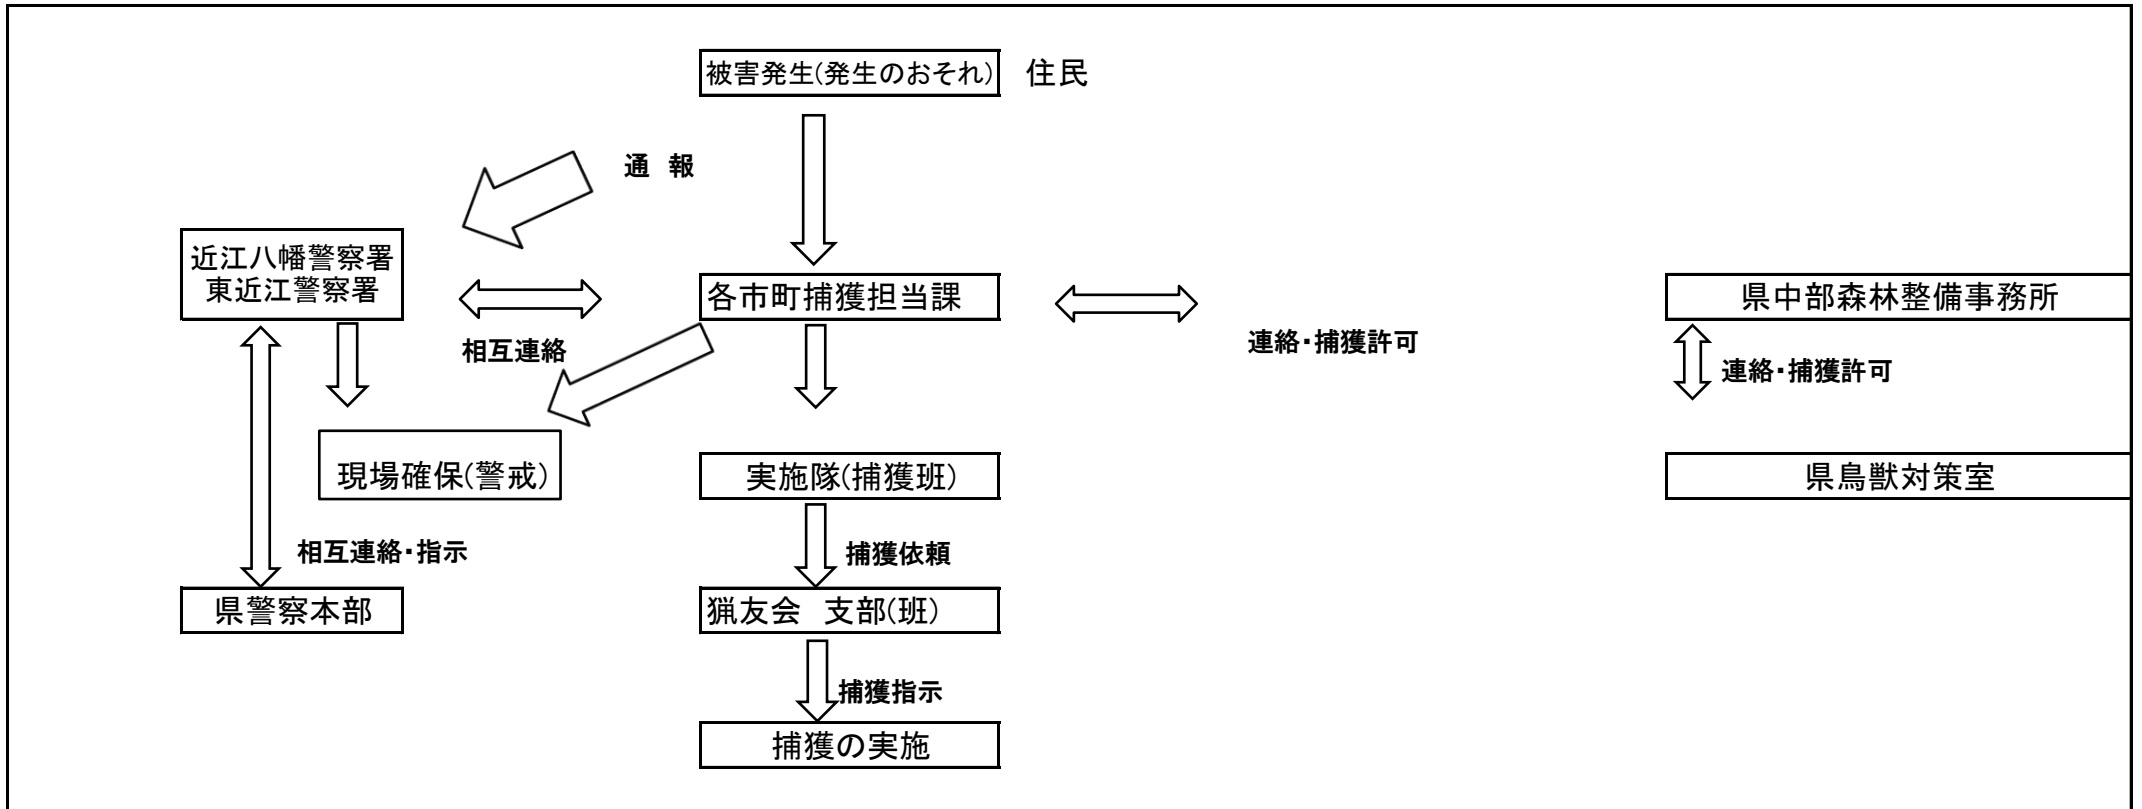 被害発生(発生のおそれ) 住民
通 報
近江八幡警察署
東近江警察署
各市町捕獲担当課
県中部森林整備事務所
相互連絡
連絡・捕獲許可
連絡・捕獲許可
現場確保(警戒)
実施隊(捕獲班)
県鳥獣対策室
相互連絡・指示
捕獲依頼
県警察本部
猟友会 支部(班)
捕獲指示
捕獲の実施